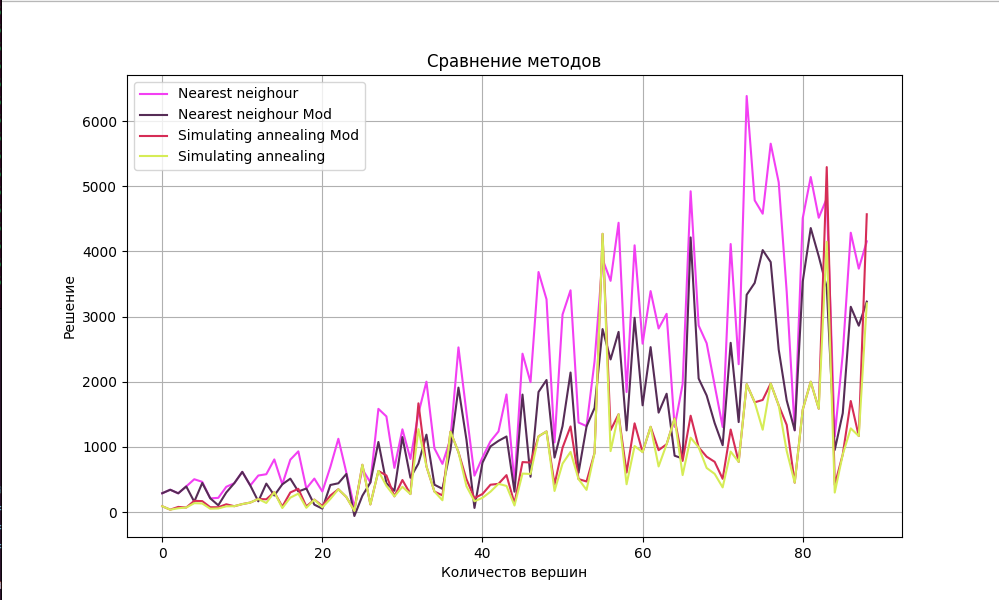 Сравнение методов
Nearest neighour
Nearest neighour Mod
Simulating annealing Mod
Simulating annealing
6000
5000
4000
3000
2000
1000
0
Решение
0 20 40 60 80
Количестов вершин